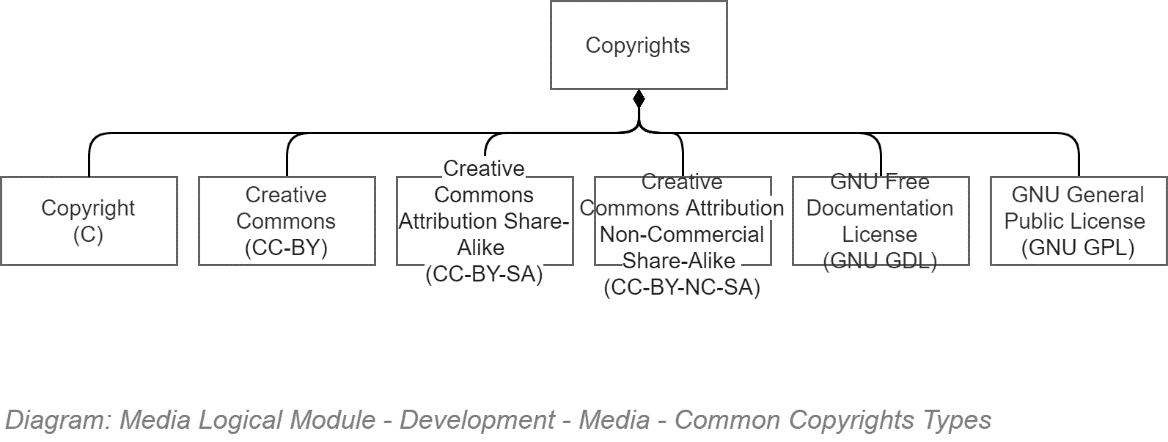 Copyrights
Copyright
(C)
Creative
Commons
(CC-BY)
Creative
Commons
Attribution Share-
Alike
(CC-BY-SA)
Creative
Commons Attribution
Non-Commercial
Share-Alike
(CC-BY-NC-SA)
GNU Free
Documentation
License
(GNU GDL)
GNU General
Public License
(GNU GPL)
Diagram: Media Logical Module - Development - Media - Common Copyrights Types